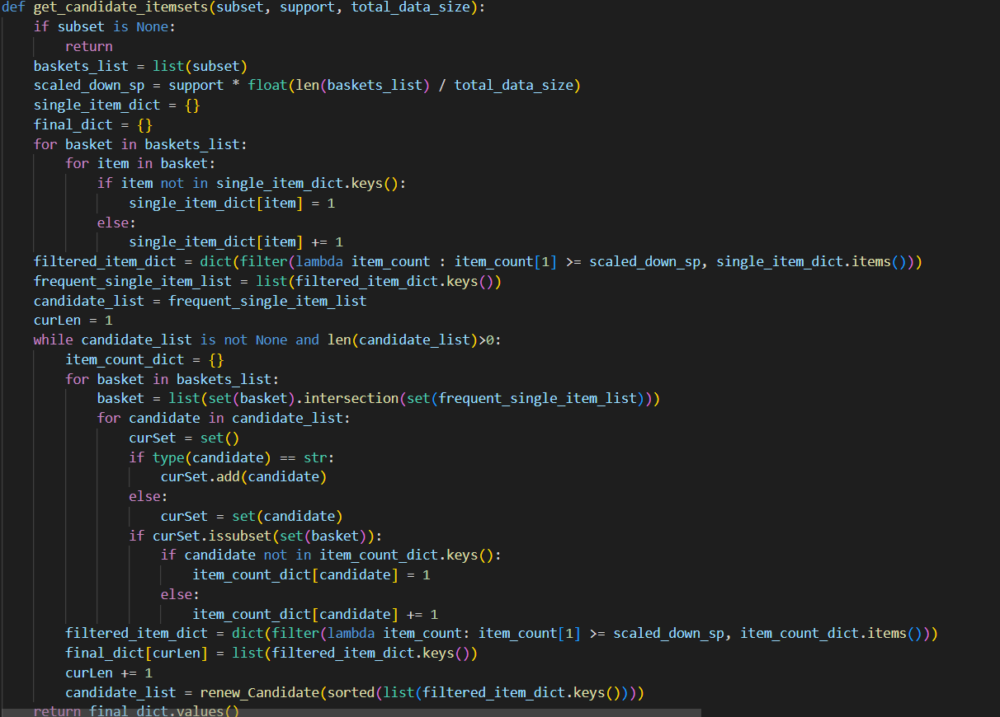 def get_candidate_itemsets(subset, support, total_data_size):
    if subset is None:
        return
    baskets_list = list(subset)
    scaled_down_sp = support * float(len(baskets_list) / total_data_size)
    single_item_dict = {}
    final_dict = {}
    for basket in baskets_list:
        for item in basket:
            if item not in single_item_dict.keys():
                single_item_dict[item] = 1
            else:
                single_item_dict[item] += 1
    filtered_item_dict = dict(filter(lambda item_count : item_count[1] >= scaled_down_sp, single_item_dict.items()))
    frequent_single_item_list = list(filtered_item_dict.keys())
    candidate_list = frequent_single_item_list
    curLen = 1
    while candidate_list is not None and len(candidate_list)>0:
        item_count_dict = {}
        for basket in baskets_list:
            basket = list(set(basket).intersection(set(frequent_single_item_list)))
            for candidate in candidate_list:
                curSet = set()
                if type(candidate) == str:
                    curSet.add(candidate)
                else:
                    curSet = set(candidate)
                if curSet.issubset(set(basket)):
                    if candidate not in item_count_dict.keys():
                        item_count_dict[candidate] = 1
                    else:
                        item_count_dict[candidate] += 1
        filtered_item_dict = dict(filter(lambda item_count: item_count[1] >= scaled_down_sp, item_count_dict.items()))
        final_dict[curLen] = list(filtered_item_dict.keys())
        curLen += 1
        candidate_list = renew_Candidate(sorted(list(filtered_item_dict.keys())))
    return final_dict.values()